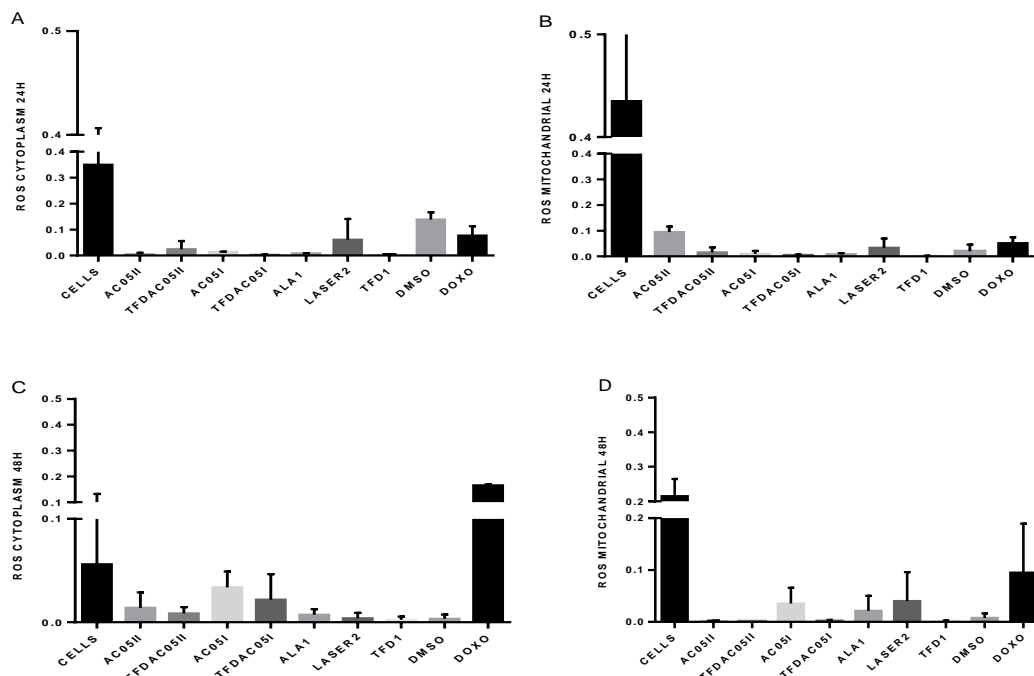 A
ROS CYTOPLASM 24H
0.5
0.4
0.4
0.3
0.2
0.1
0.0
CELLS
AC05II
TFDAC05II
AC05I
TFDAC05I
ALA1
LASER2
TFD1
DMSO
DOXO
B
ROS MITOCHANDRIAL 24H
0.5
0.4
0.4
0.3
0.2
0.1
0.0
CELLS
AC05II
TFDAC05II
AC05I
TFDAC05I
ALA1
LASER2
TFD1
DMSO
DOXO
C
ROS CYTOPLASM 48H
0.5
0.4
0.3
0.2
0.1
0.1
0.0
CELLS
AC05II
TFDAC05II
AC05I
TFDAC05I
ALA1
LASER2
TFD1
DMSO
DOXO
D
ROS MITOCHANDRIAL 48H
0.5
0.4
0.3
0.2
0.2
0.1
0.0
CELLS
AC05II
TFDAC05II
AC05I
TFDAC05I
ALA1
LASER2
TFD1
DMSO
DOXO